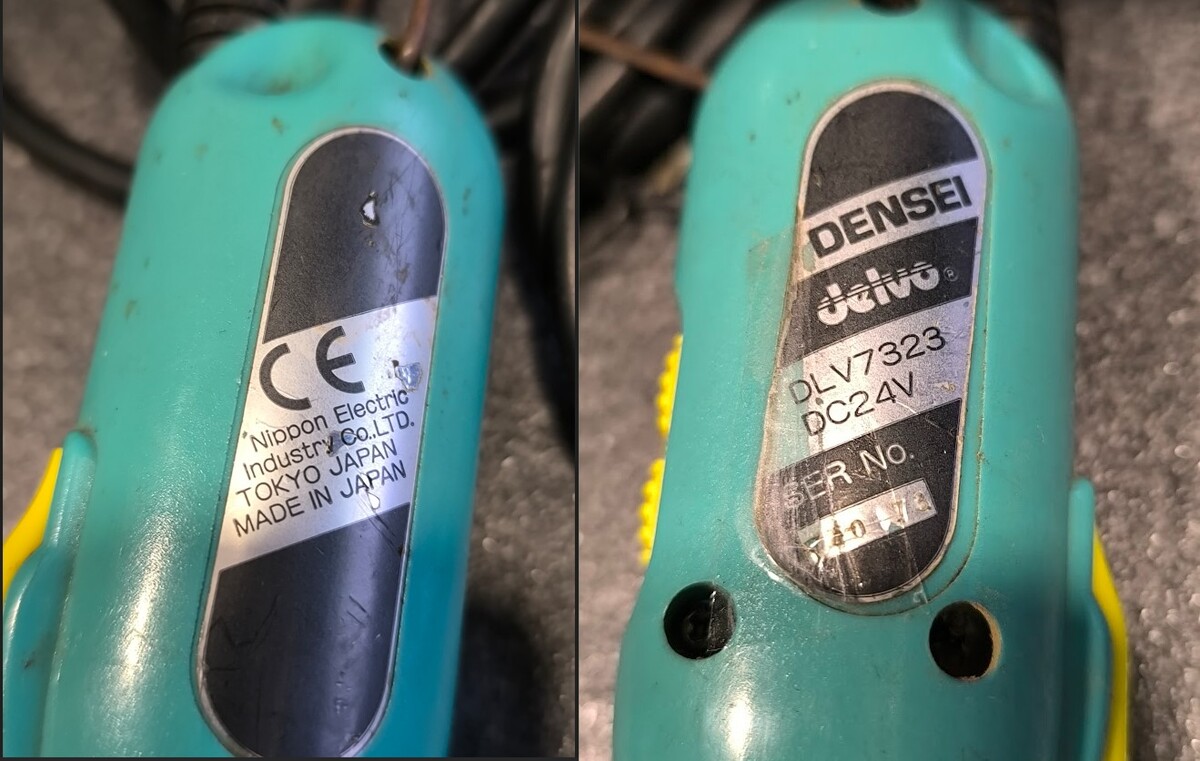 CE
Nippon Electric
Industry Co.,LTD.
TOKYO JAPAN
MADE IN JAPAN
DENSEI
delvo®
DLV7323
DC24V
SER No.